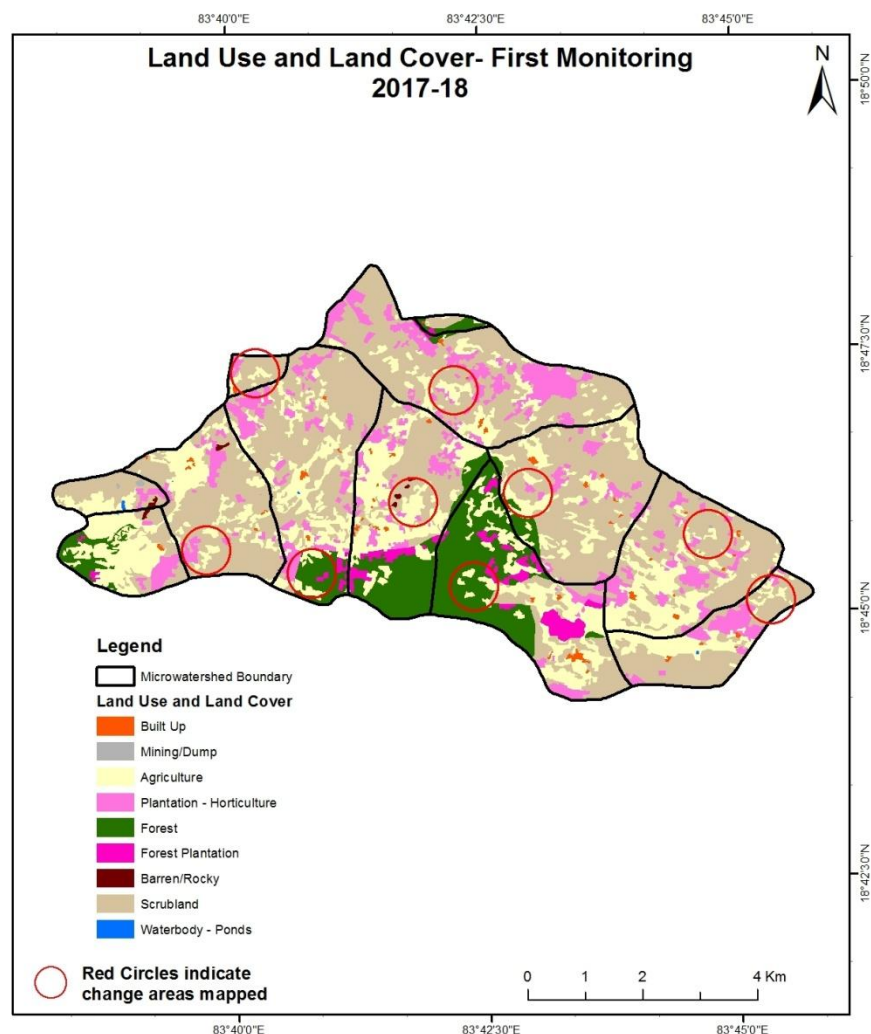 83°40'0"E
83°42'30"E
83°45'0"E
Land Use and Land Cover- First Monitoring
2017-18
N
18°50'0"N
18°47'30"N
18°45'0"N
18°42'30"N
Legend
Microwatershed Boundary
Land Use and Land Cover
Built Up
Mining/Dump
Agriculture
Plantation - Horticulture
Forest
Forest Plantation
Barren/Rocky
Scrubland
Waterbody - Ponds
Red Circles indicate
change areas mapped
0 1 2 4 Km
83°40'0"E
83°42'30"E
83°45'0"E